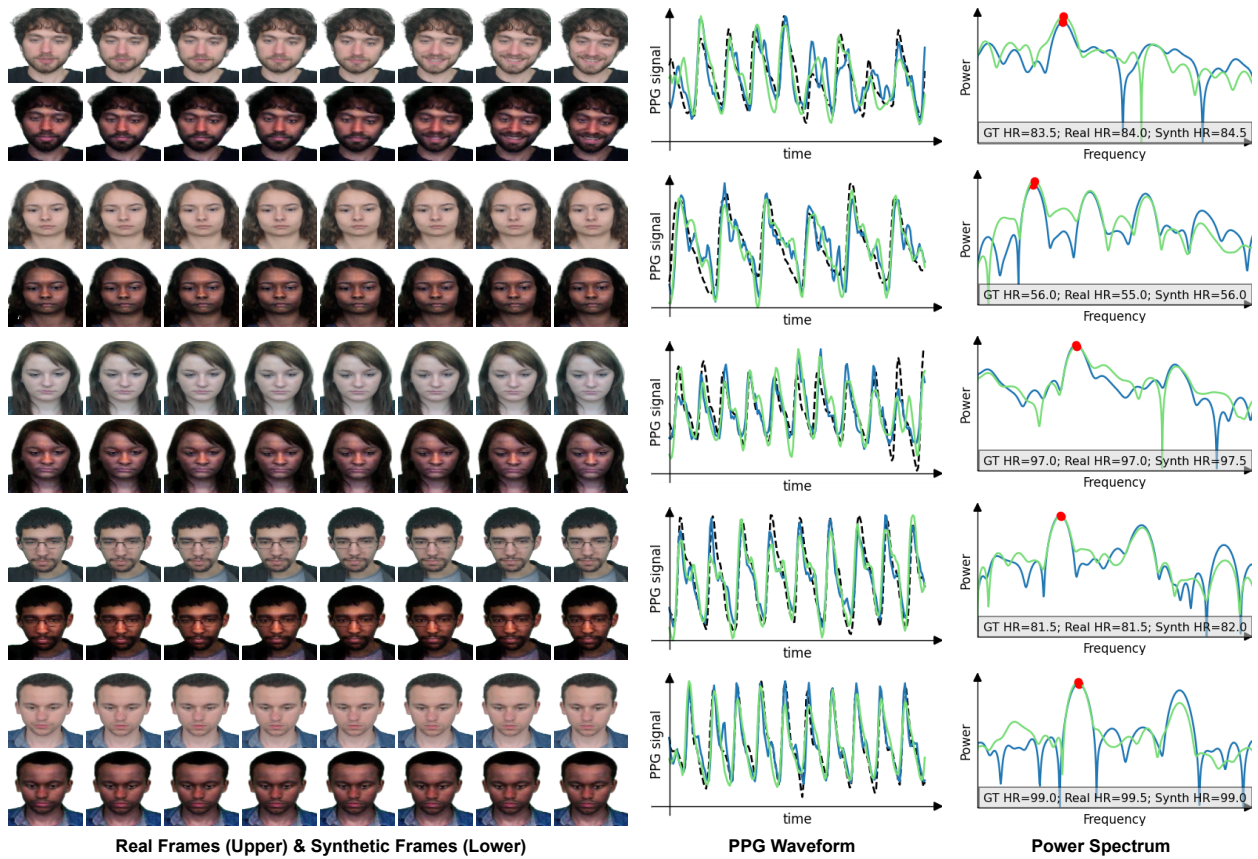 PPG signal
time
Power
GT HR=83.5; Real HR=84.0; Synth HR=84.5
Frequency
PPG signal
time
Power
GT HR=56.0; Real HR=55.0; Synth HR=56.0
Frequency
PPG signal
time
Power
GT HR=97.0; Real HR=97.0; Synth HR=97.5
Frequency
PPG signal
time
Power
GT HR=81.5; Real HR=81.5; Synth HR=82.0
Frequency
PPG signal
time
Power
GT HR=99.0; Real HR=99.5; Synth HR=99.0
Frequency
Real Frames (Upper) & Synthetic Frames (Lower)
PPG Waveform
Power Spectrum